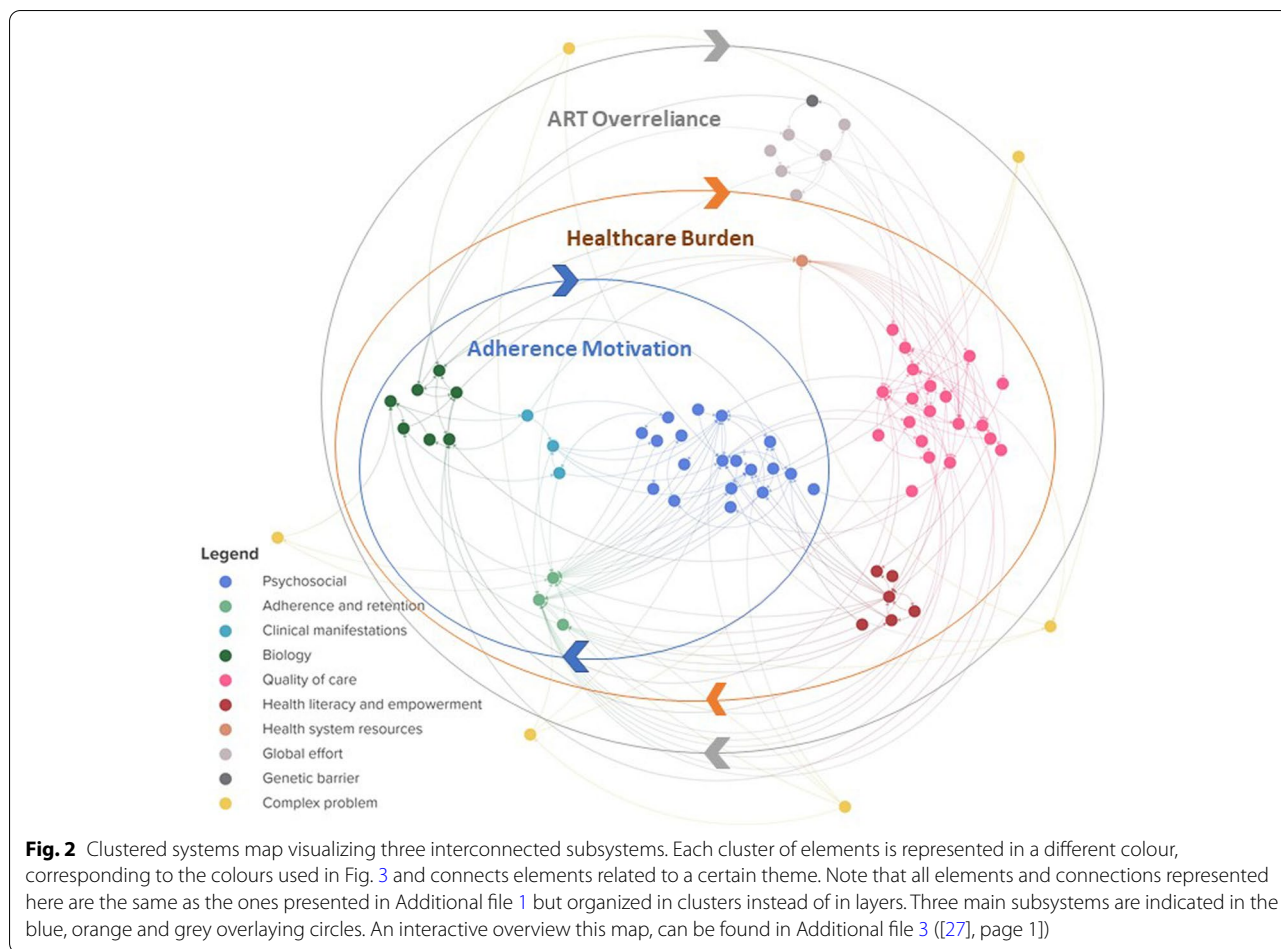 ART Overreliance
Healthcare Burden
Adherence Motivation
Legend
Psychosocial
Adherence and retention
Clinical manifestations
Biology
Quality of care
Health literacy and empowerment
Health system resources
Global effort
Genetic barrier
Complex problem
Fig. 2 Clustered systems map visualizing three interconnected subsystems. Each cluster of elements is represented in a different colour,
corresponding to the colours used in Fig. 3 and connects elements related to a certain theme. Note that all elements and connections represented
here are the same as the ones presented in Additional file 1 but organized in clusters instead of in layers. Three main subsystems are indicated in the
blue, orange and grey overlaying circles. An interactive overview this map, can be found in Additional file 3 ([27], page 1])